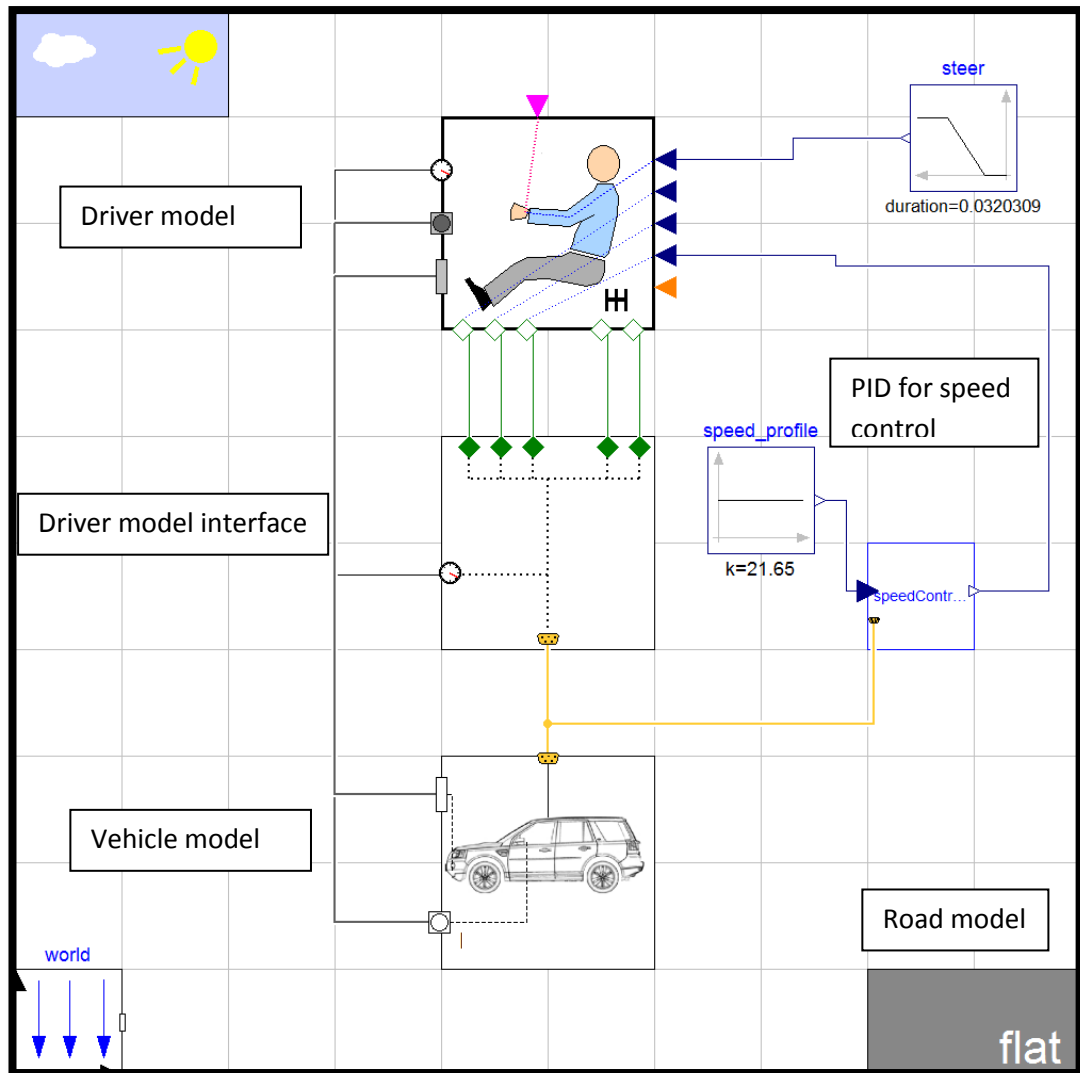 steer
duration=0.0320309
Driver model
PID for speed
control
speed_profile
k=21.65
Driver model interface
speedContr...
Vehicle model
Road model
world
flat